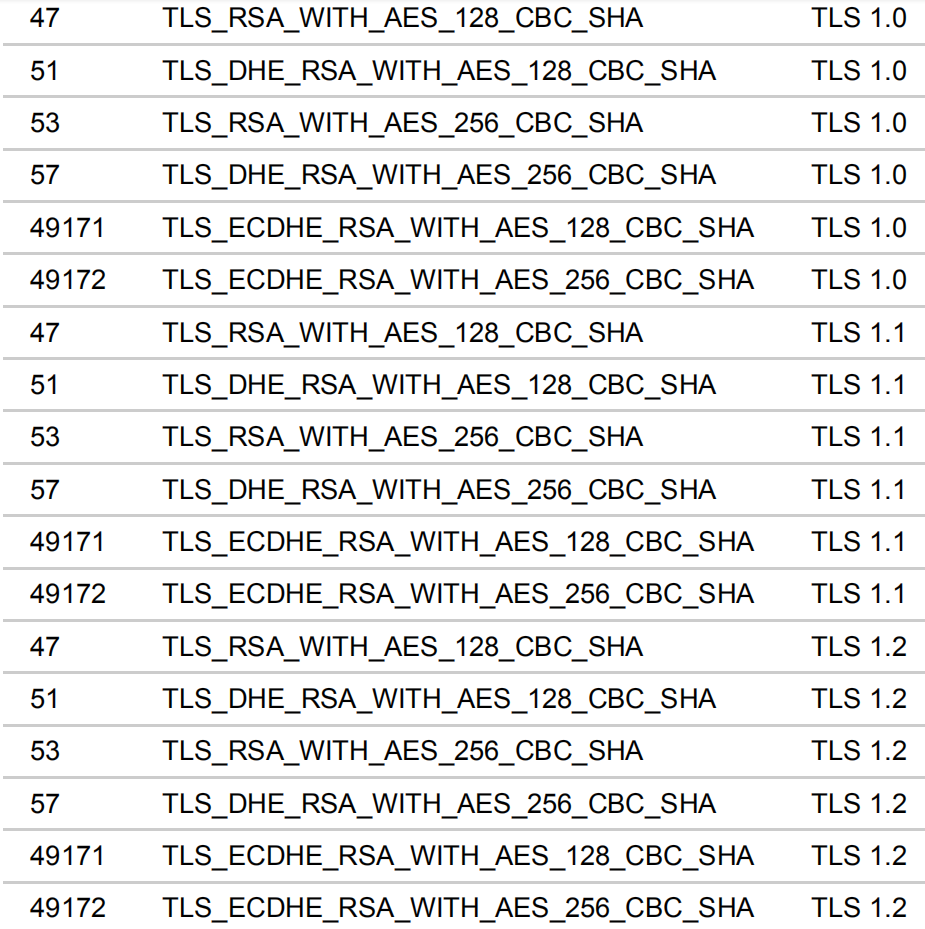 47 TLS_RSA_WITH_AES_128_CBC_SHA TLS 1.0
51 TLS_DHE_RSA_WITH_AES_128_CBC_SHA TLS 1.0
53 TLS_RSA_WITH_AES_256_CBC_SHA TLS 1.0
57 TLS_DHE_RSA_WITH_AES_256_CBC_SHA TLS 1.0
49171 TLS_ECDHE_RSA_WITH_AES_128_CBC_SHA TLS 1.0
49172 TLS_ECDHE_RSA_WITH_AES_256_CBC_SHA TLS 1.0
47 TLS_RSA_WITH_AES_128_CBC_SHA TLS 1.1
51 TLS_DHE_RSA_WITH_AES_128_CBC_SHA TLS 1.1
53 TLS_RSA_WITH_AES_256_CBC_SHA TLS 1.1
57 TLS_DHE_RSA_WITH_AES_256_CBC_SHA TLS 1.1
49171 TLS_ECDHE_RSA_WITH_AES_128_CBC_SHA TLS 1.1
49172 TLS_ECDHE_RSA_WITH_AES_256_CBC_SHA TLS 1.1
47 TLS_RSA_WITH_AES_128_CBC_SHA TLS 1.2
51 TLS_DHE_RSA_WITH_AES_128_CBC_SHA TLS 1.2
53 TLS_RSA_WITH_AES_256_CBC_SHA TLS 1.2
57 TLS_DHE_RSA_WITH_AES_256_CBC_SHA TLS 1.2
49171 TLS_ECDHE_RSA_WITH_AES_128_CBC_SHA TLS 1.2
49172 TLS_ECDHE_RSA_WITH_AES_256_CBC_SHA TLS 1.2